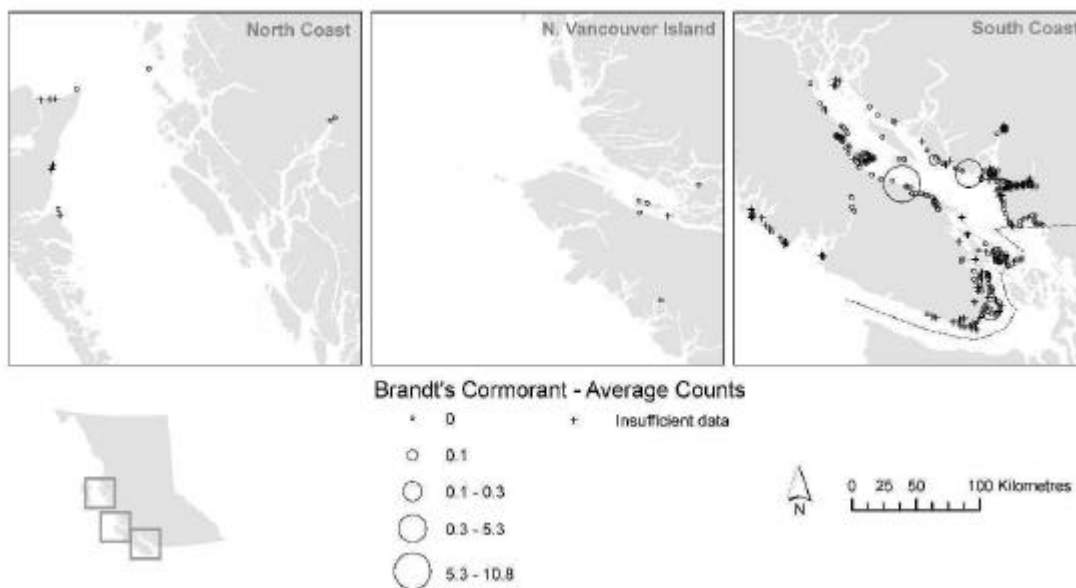 North Coast
N. Vancouver Island
South Coast
Brandt's Cormorant - Average Counts
0
+ Insufficient data
0.1
0.1 - 0.3
0.3 - 5.3
5.3 - 10.8
N
0 25 50 100 Kilometres